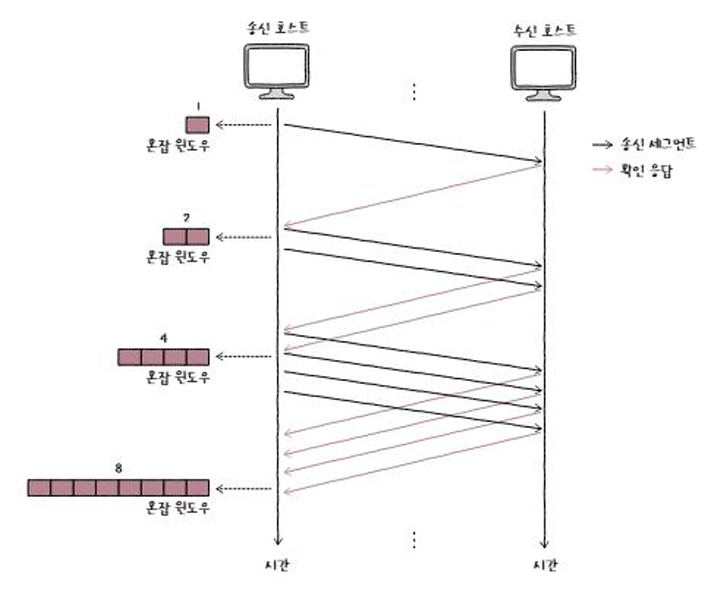 송신 호스트
수신 호스트
1
혼잡 윈도우
송신 세그먼트
확인 응답
2
혼잡 윈도우
4
혼잡 윈도우
8
혼잡 윈도우
시간
시간